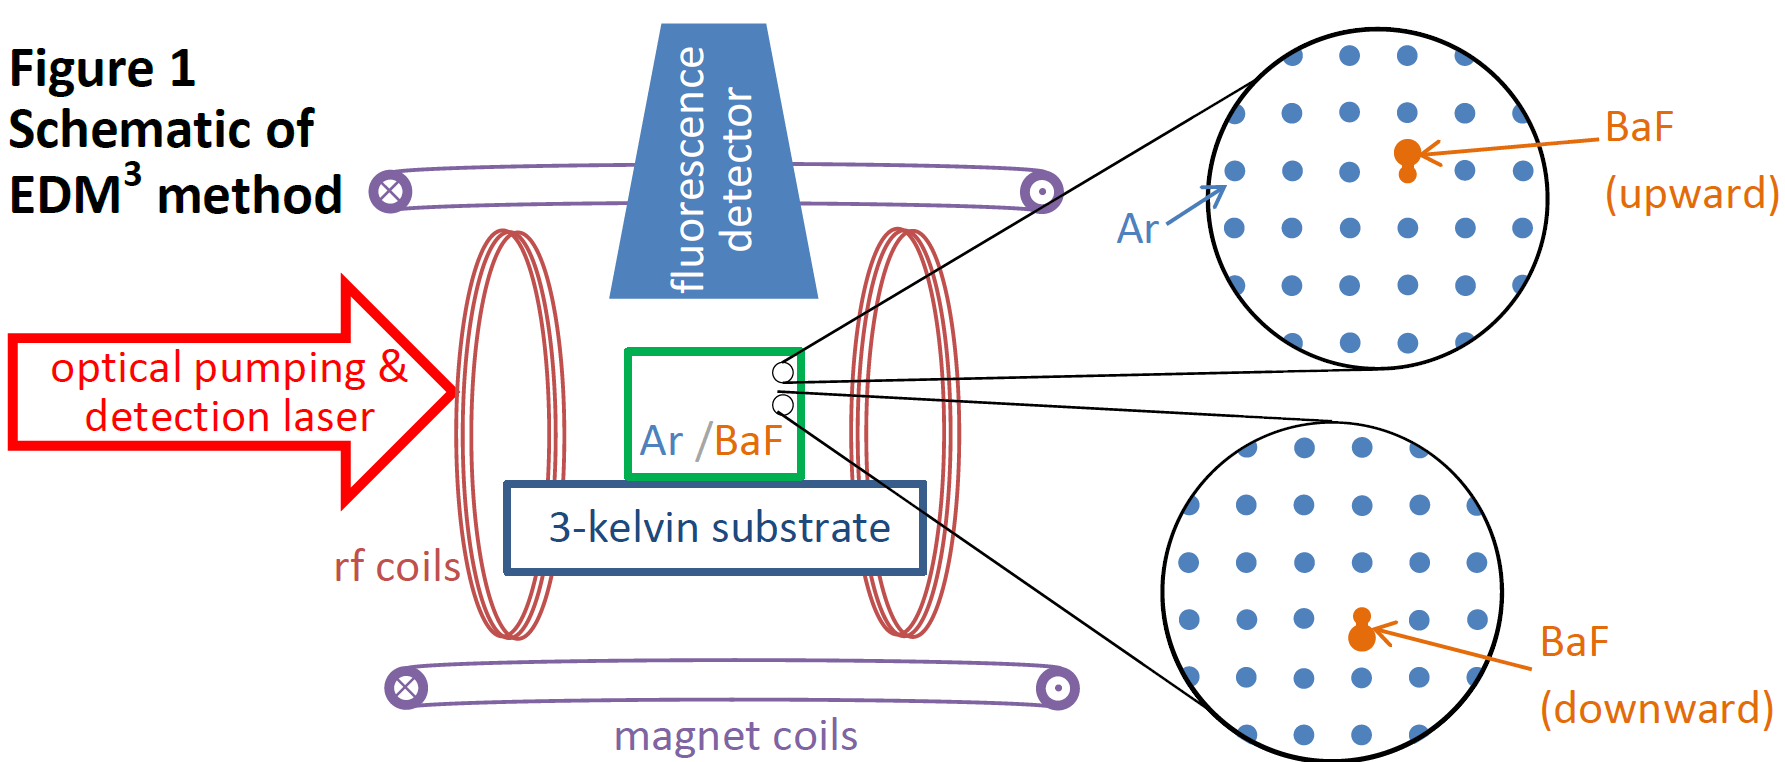 Figure 1
Schematic of
EDM³ method
fluorescence
detector
optical pumping &
detection laser
Ar /BaF
3-kelvin substrate
rf coils
magnet coils
Ar
BaF
(upward)
BaF
(downward)